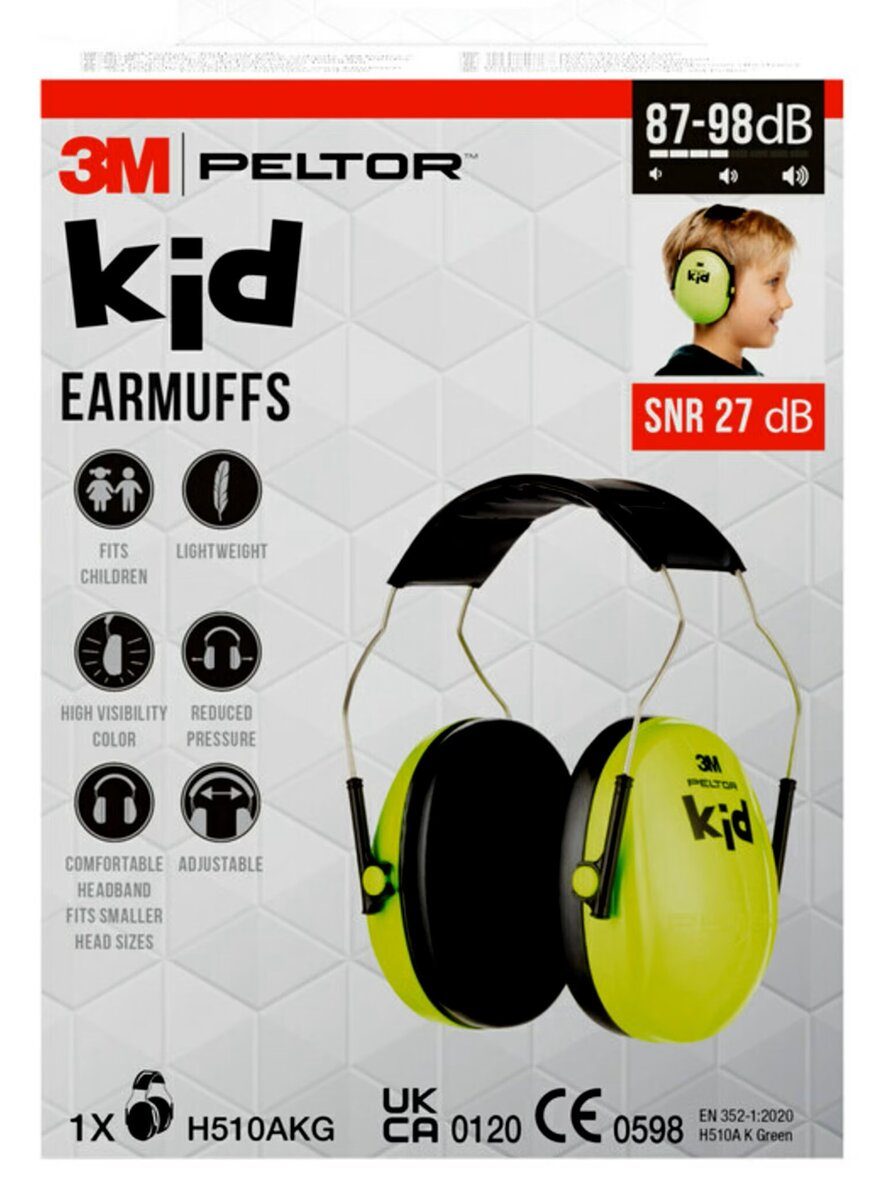 87-98dB
3M PELTOR™
kid
kid
EARMUFFS
SNR 27 dB
FITS
CHILDREN
LIGHTWEIGHT
HIGH VISIBILITY
COLOR
REDUCED
PRESSURE
3M
PELTOR
kid
COMFORTABLE
HEADBAND
FITS SMALLER
HEAD SIZES
ADJUSTABLE
1X H510AKG
UK
CA 0120 CE 0598
EN 352-1:2020
H510A K Green